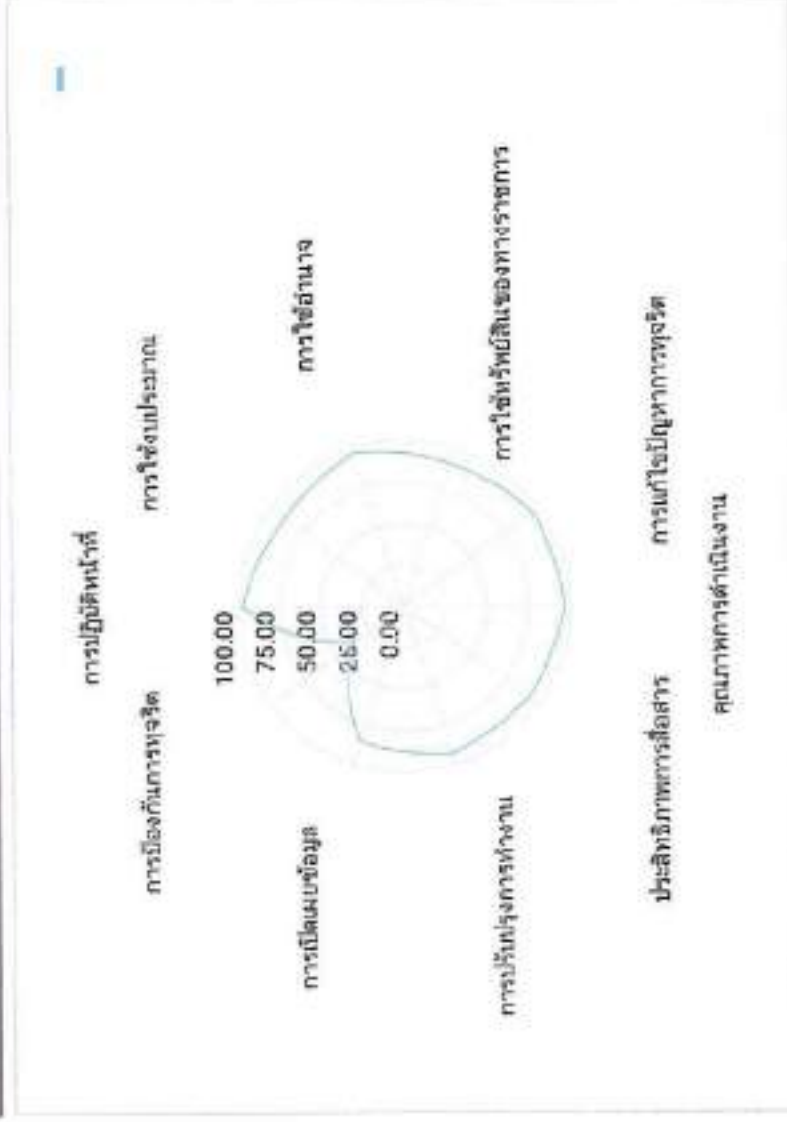 การปฏิบัติหน้าที่
การป้องกันการทุจริต
การใช้งบประมาณ
100.00
75.00
50.00
25.00
0.00
การเปิดเผยข้อมูล
การใช้อำนาจ
การปรับปรุงการทำงาน
การใช้ทรัพย์สินของทางราชการ
ประสิทธิภาพการสื่อสาร
การแก้ไขปัญหาการทุจริต
คุณภาพการดำเนินงาน